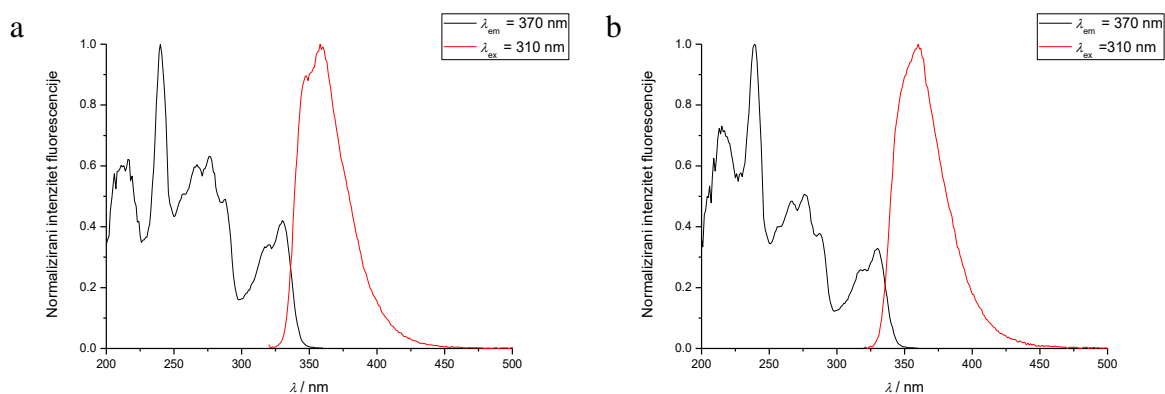 a
λem = 370 nm
λex = 310 nm
Normalizirani intenzitet fluorescencije
1.0
0.8
0.6
0.4
0.2
0.0
200 250 300 350 400 450 500
λ / nm
b
λem = 370 nm
λex =310 nm
Normalizirani intenzitet fluorescencije
1.0
0.8
0.6
0.4
0.2
0.0
200 250 300 350 400 450 500
λ / nm